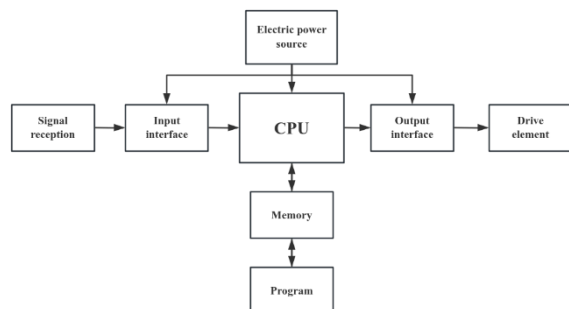 Electric power
source
Signal
reception
Input
interface
CPU
Output
interface
Drive
element
Memory
Program